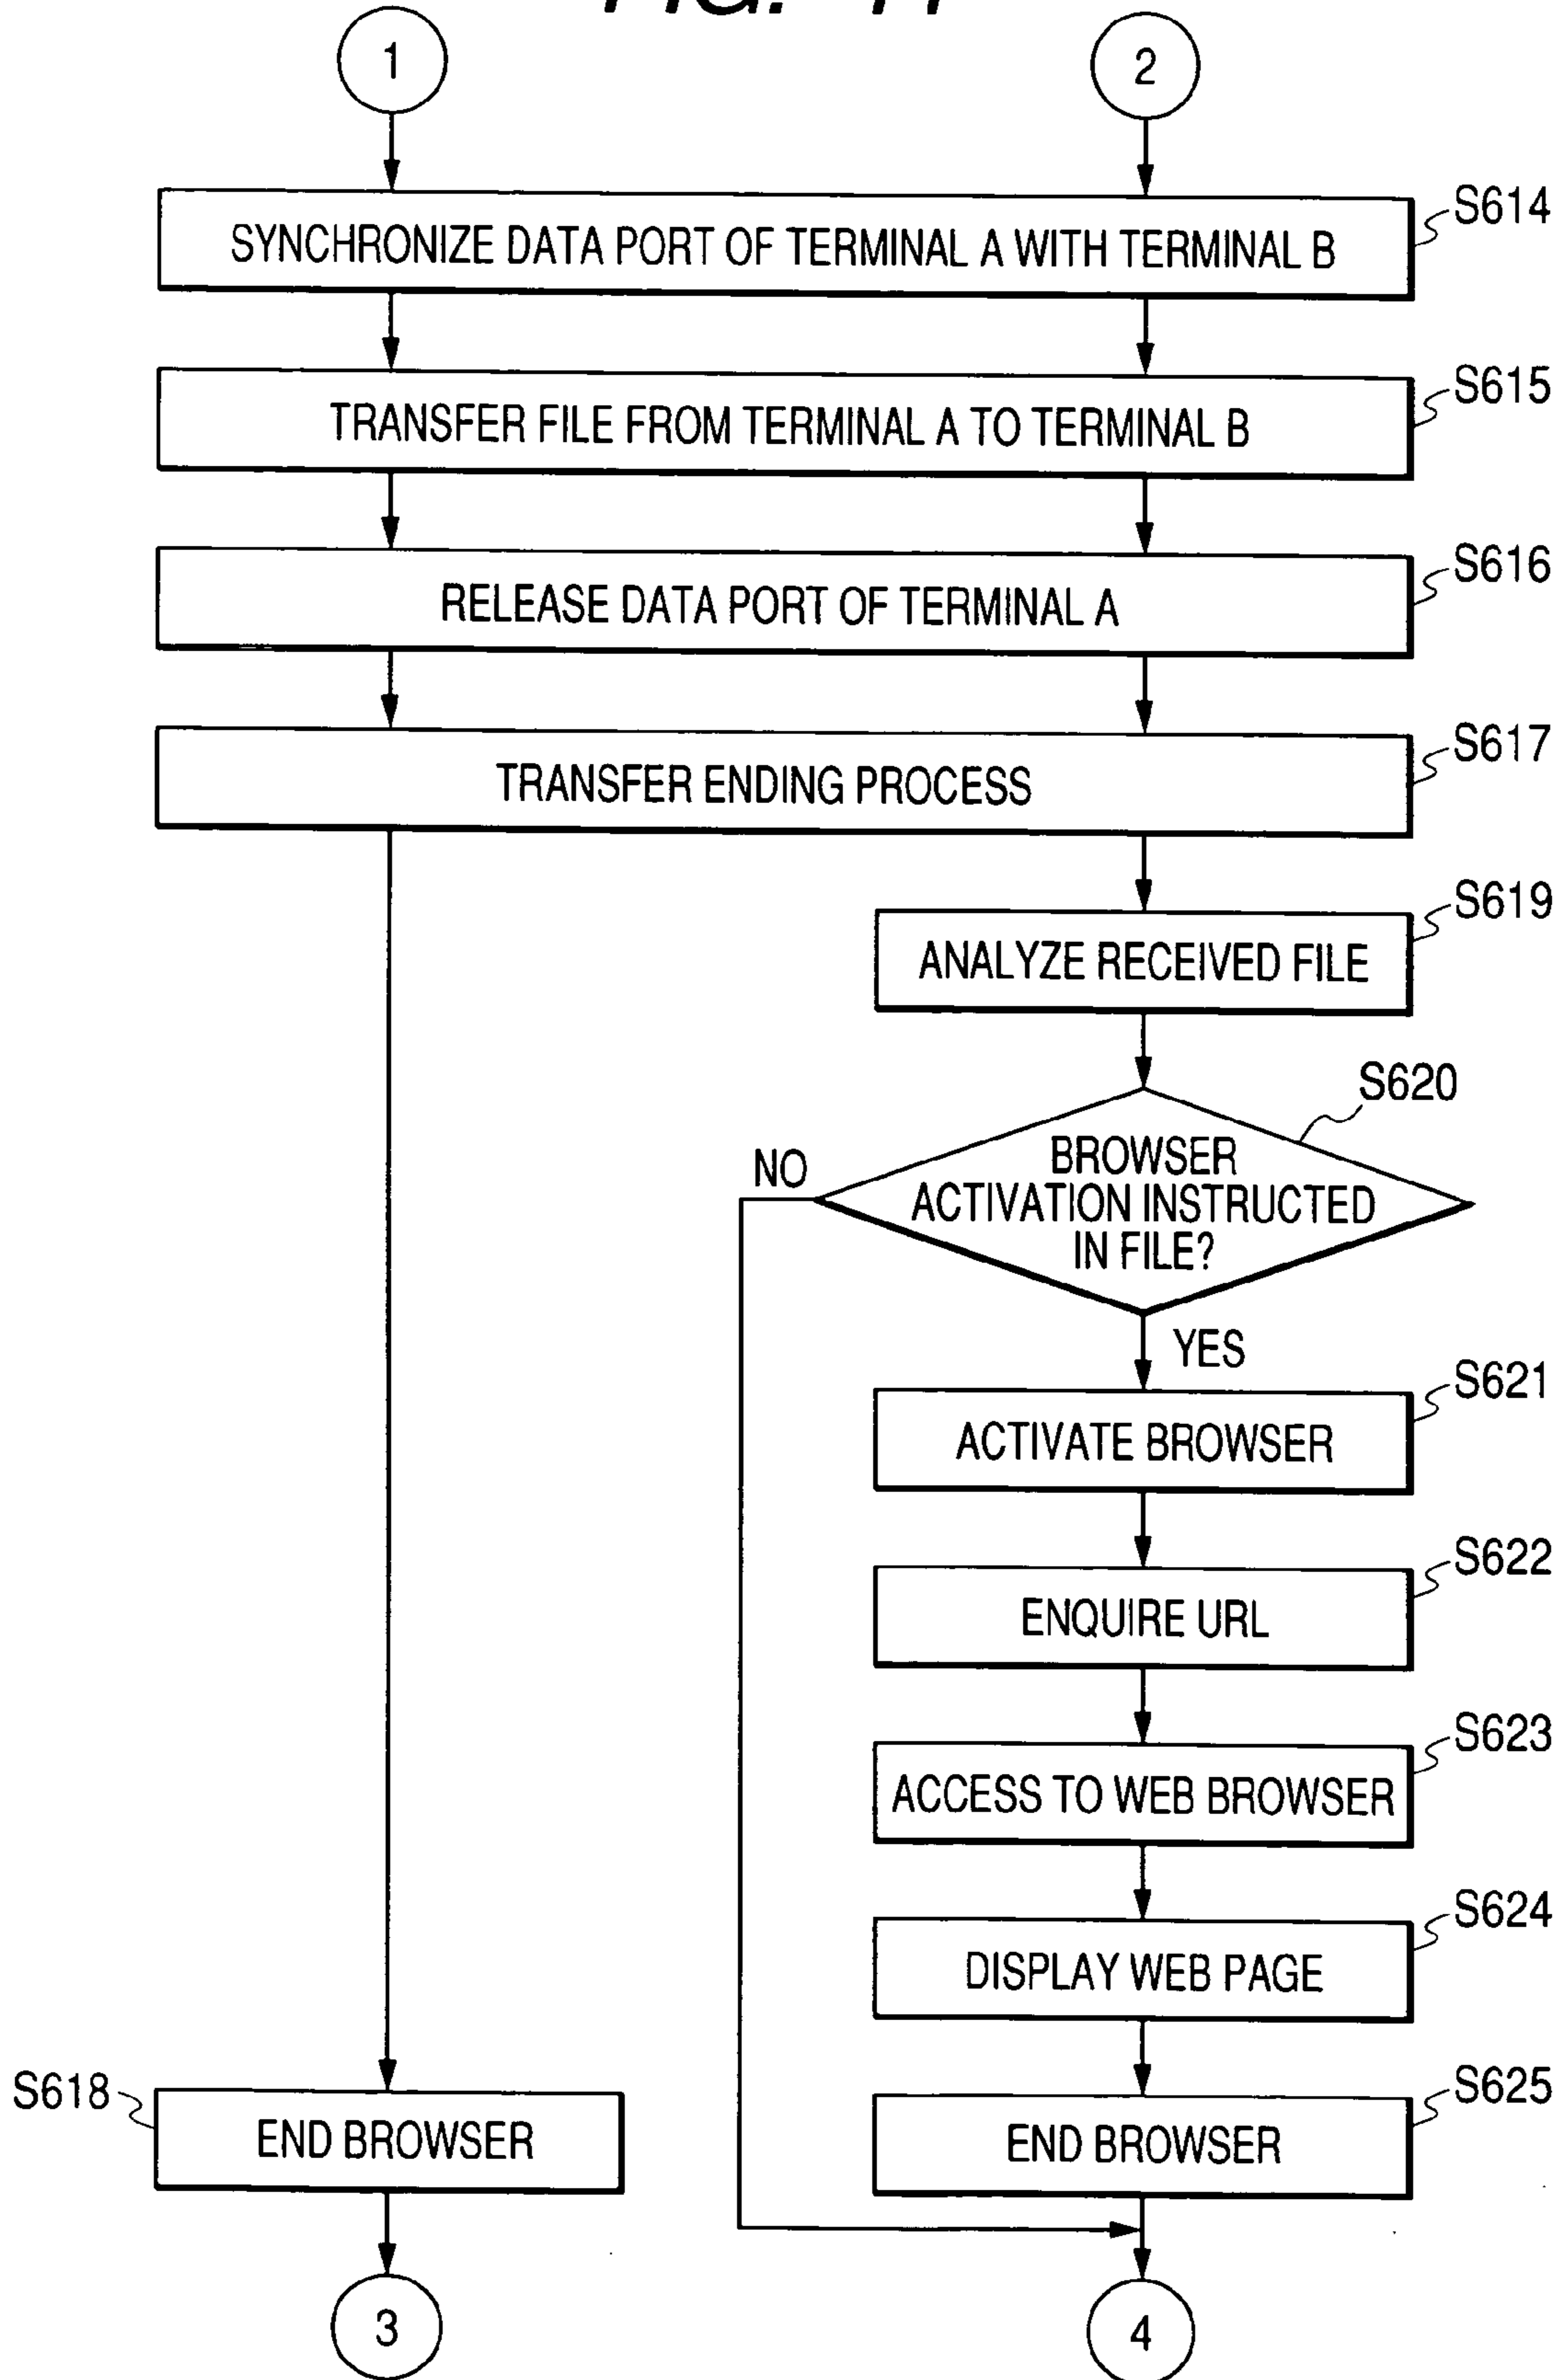 1
2
SYNCHRONIZE DATA PORT OF TERMINAL A WITH TERMINAL B
S614
TRANSFER FILE FROM TERMINAL A TO TERMINAL B
S615
RELEASE DATA PORT OF TERMINAL A
S616
TRANSFER ENDING PROCESS
S617
ANALYZE RECEIVED FILE
S619
S620
NO
BROWSER
ACTIVATION INSTRUCTED
IN FILE?
YES
ACTIVATE BROWSER
S621
ENQUIRE URL
S622
ACCESS TO WEB BROWSER
S623
DISPLAY WEB PAGE
S624
S618
END BROWSER
END BROWSER
S625
3
4